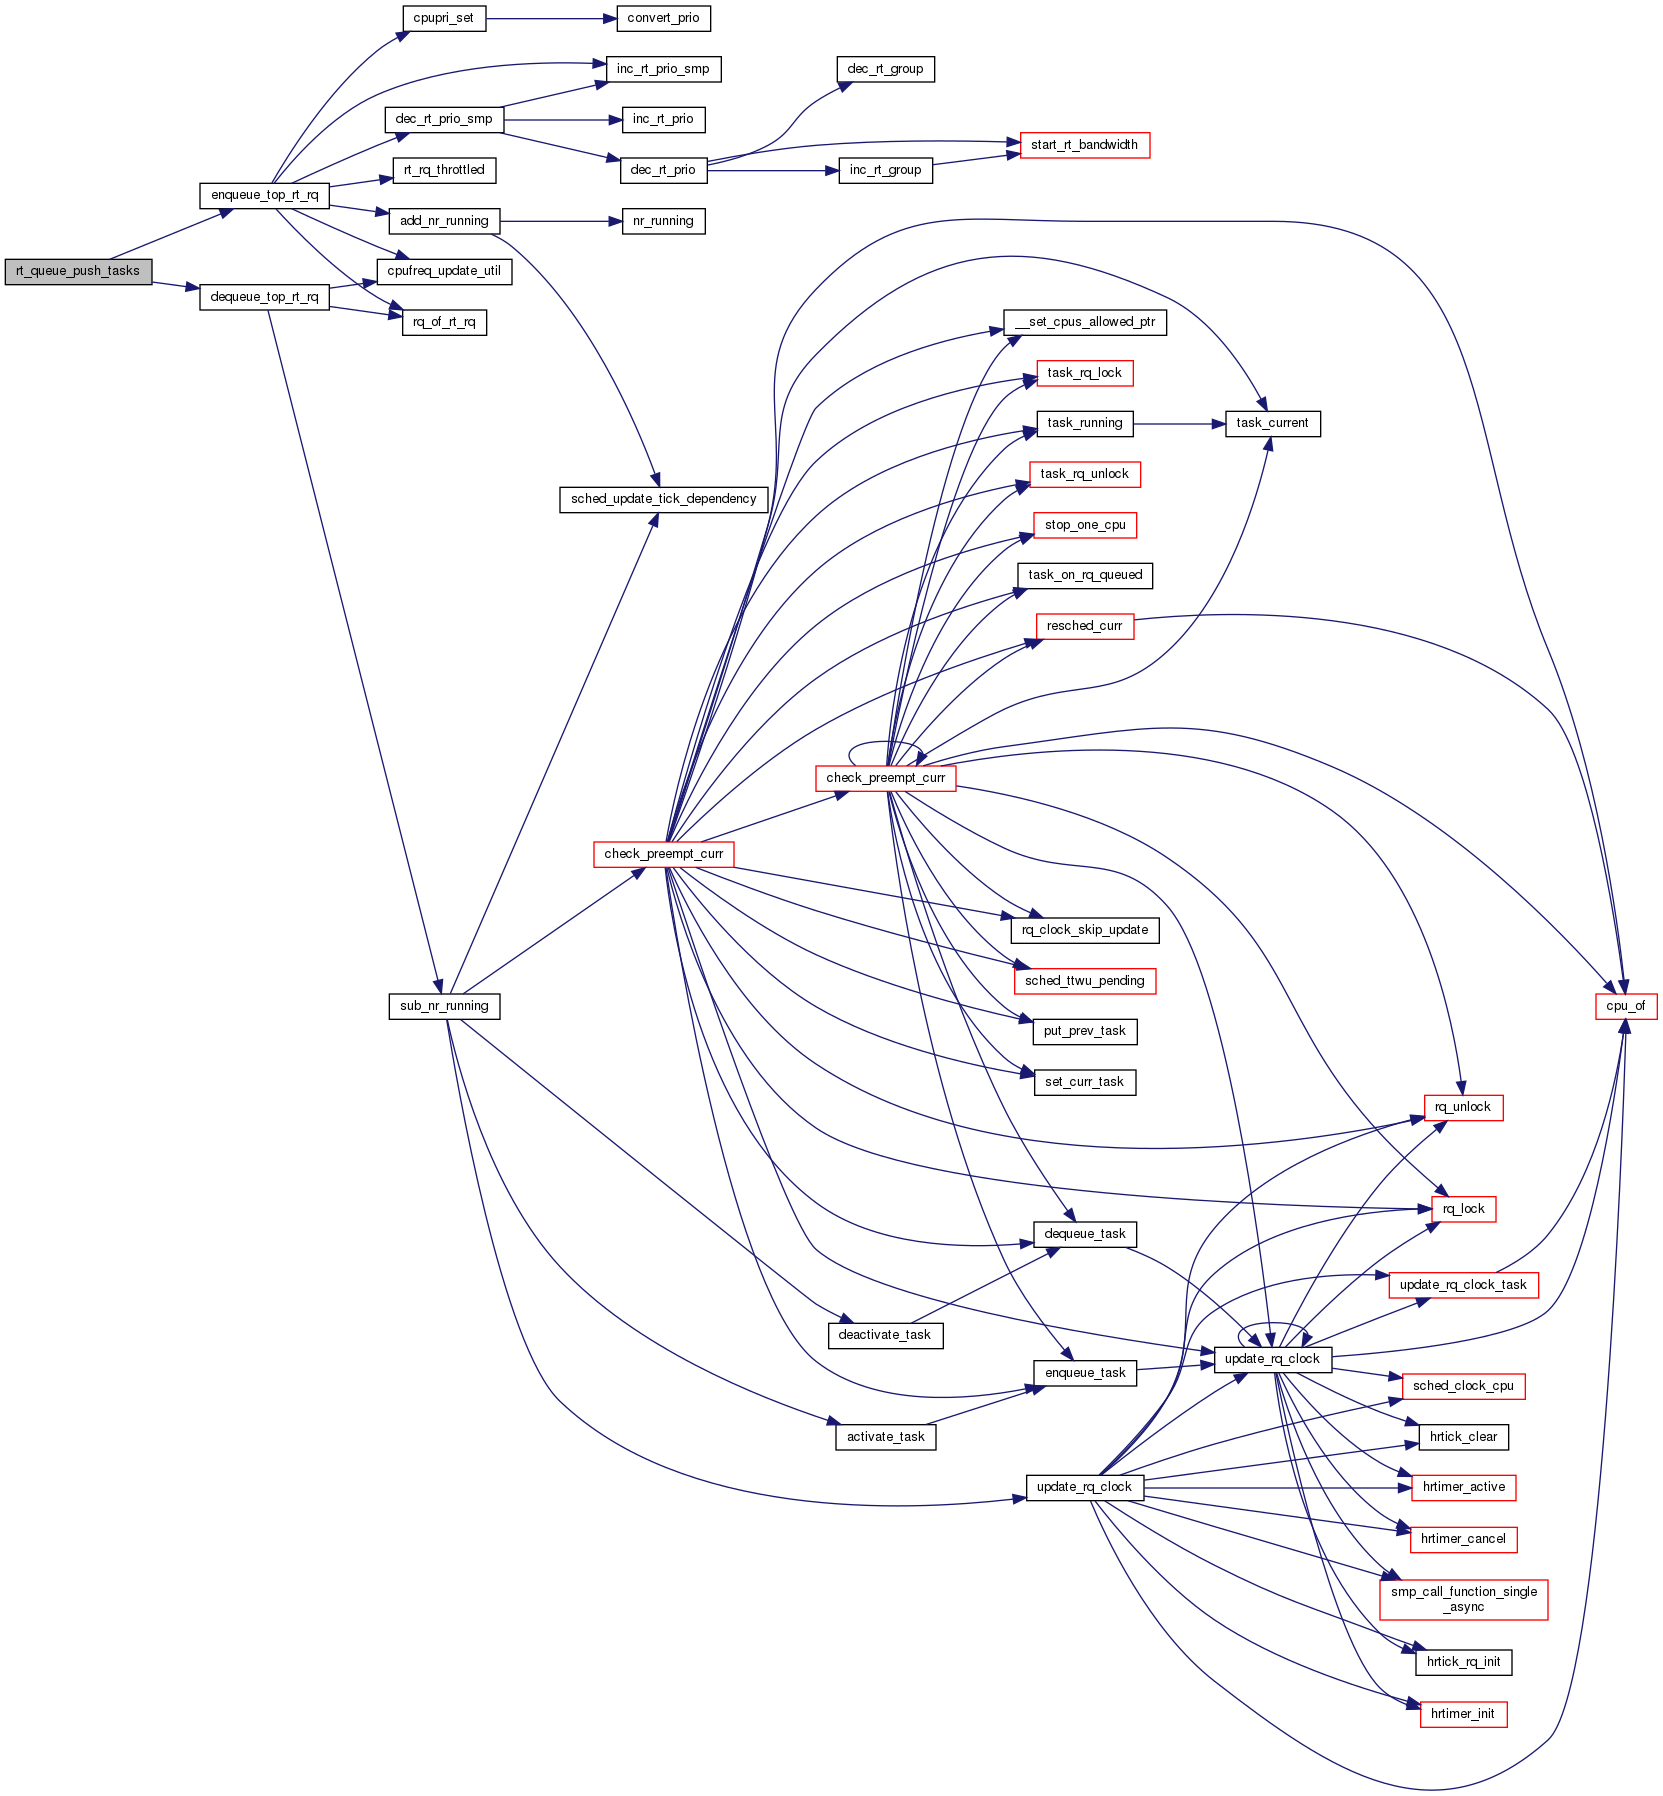 cpupri_set
convert_prio
inc_rt_prio_smp
dec_rt_group
dec_rt_prio_smp
inc_rt_prio
start_rt_bandwidth
rt_rq_throttled
dec_rt_prio
inc_rt_group
enqueue_top_rt_rq
add_nr_running
nr_running
rt_queue_push_tasks
cpufreq_update_util
dequeue_top_rt_rq
rq_of_rt_rq
__set_cpus_allowed_ptr
task_rq_lock
task_running
task_current
task_rq_unlock
sched_update_tick_dependency
stop_one_cpu
task_on_rq_queued
resched_curr
check_preempt_curr
check_preempt_curr
rq_clock_skip_update
sched_ttwu_pending
sub_nr_running
cpu_of
put_prev_task
set_curr_task
rq_unlock
rq_lock
dequeue_task
update_rq_clock_task
deactivate_task
update_rq_clock
enqueue_task
sched_clock_cpu
activate_task
hrtick_clear
update_rq_clock
hrtimer_active
hrtimer_cancel
smp_call_function_single
_async
hrtick_rq_init
hrtimer_init